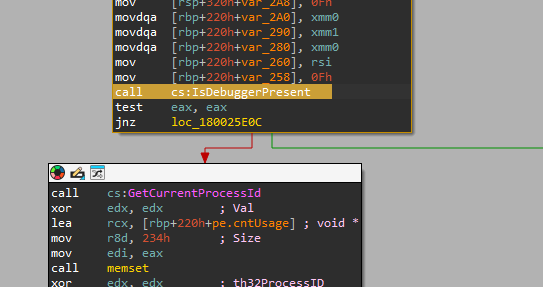 mov [rsp+320h+var_2A8], 0Fh
movdqa [rbp+220h+var_2A0], xmm0
movdqa [rbp+220h+var_290], xmm1
movdqa [rbp+220h+var_280], xmm0
mov [rbp+220h+var_260], rsi
mov [rbp+220h+var_258], 0Fh
call cs:IsDebuggerPresent
test eax, eax
jnz loc_180025E0C
call cs:GetCurrentProcessId
xor edx, edx ; Val
lea rcx, [rbp+220h+pe.cntUsage] ; void *
mov r8d, 234h ; Size
mov edi, eax
call memset
xor edx, edx ; th32ProcessID